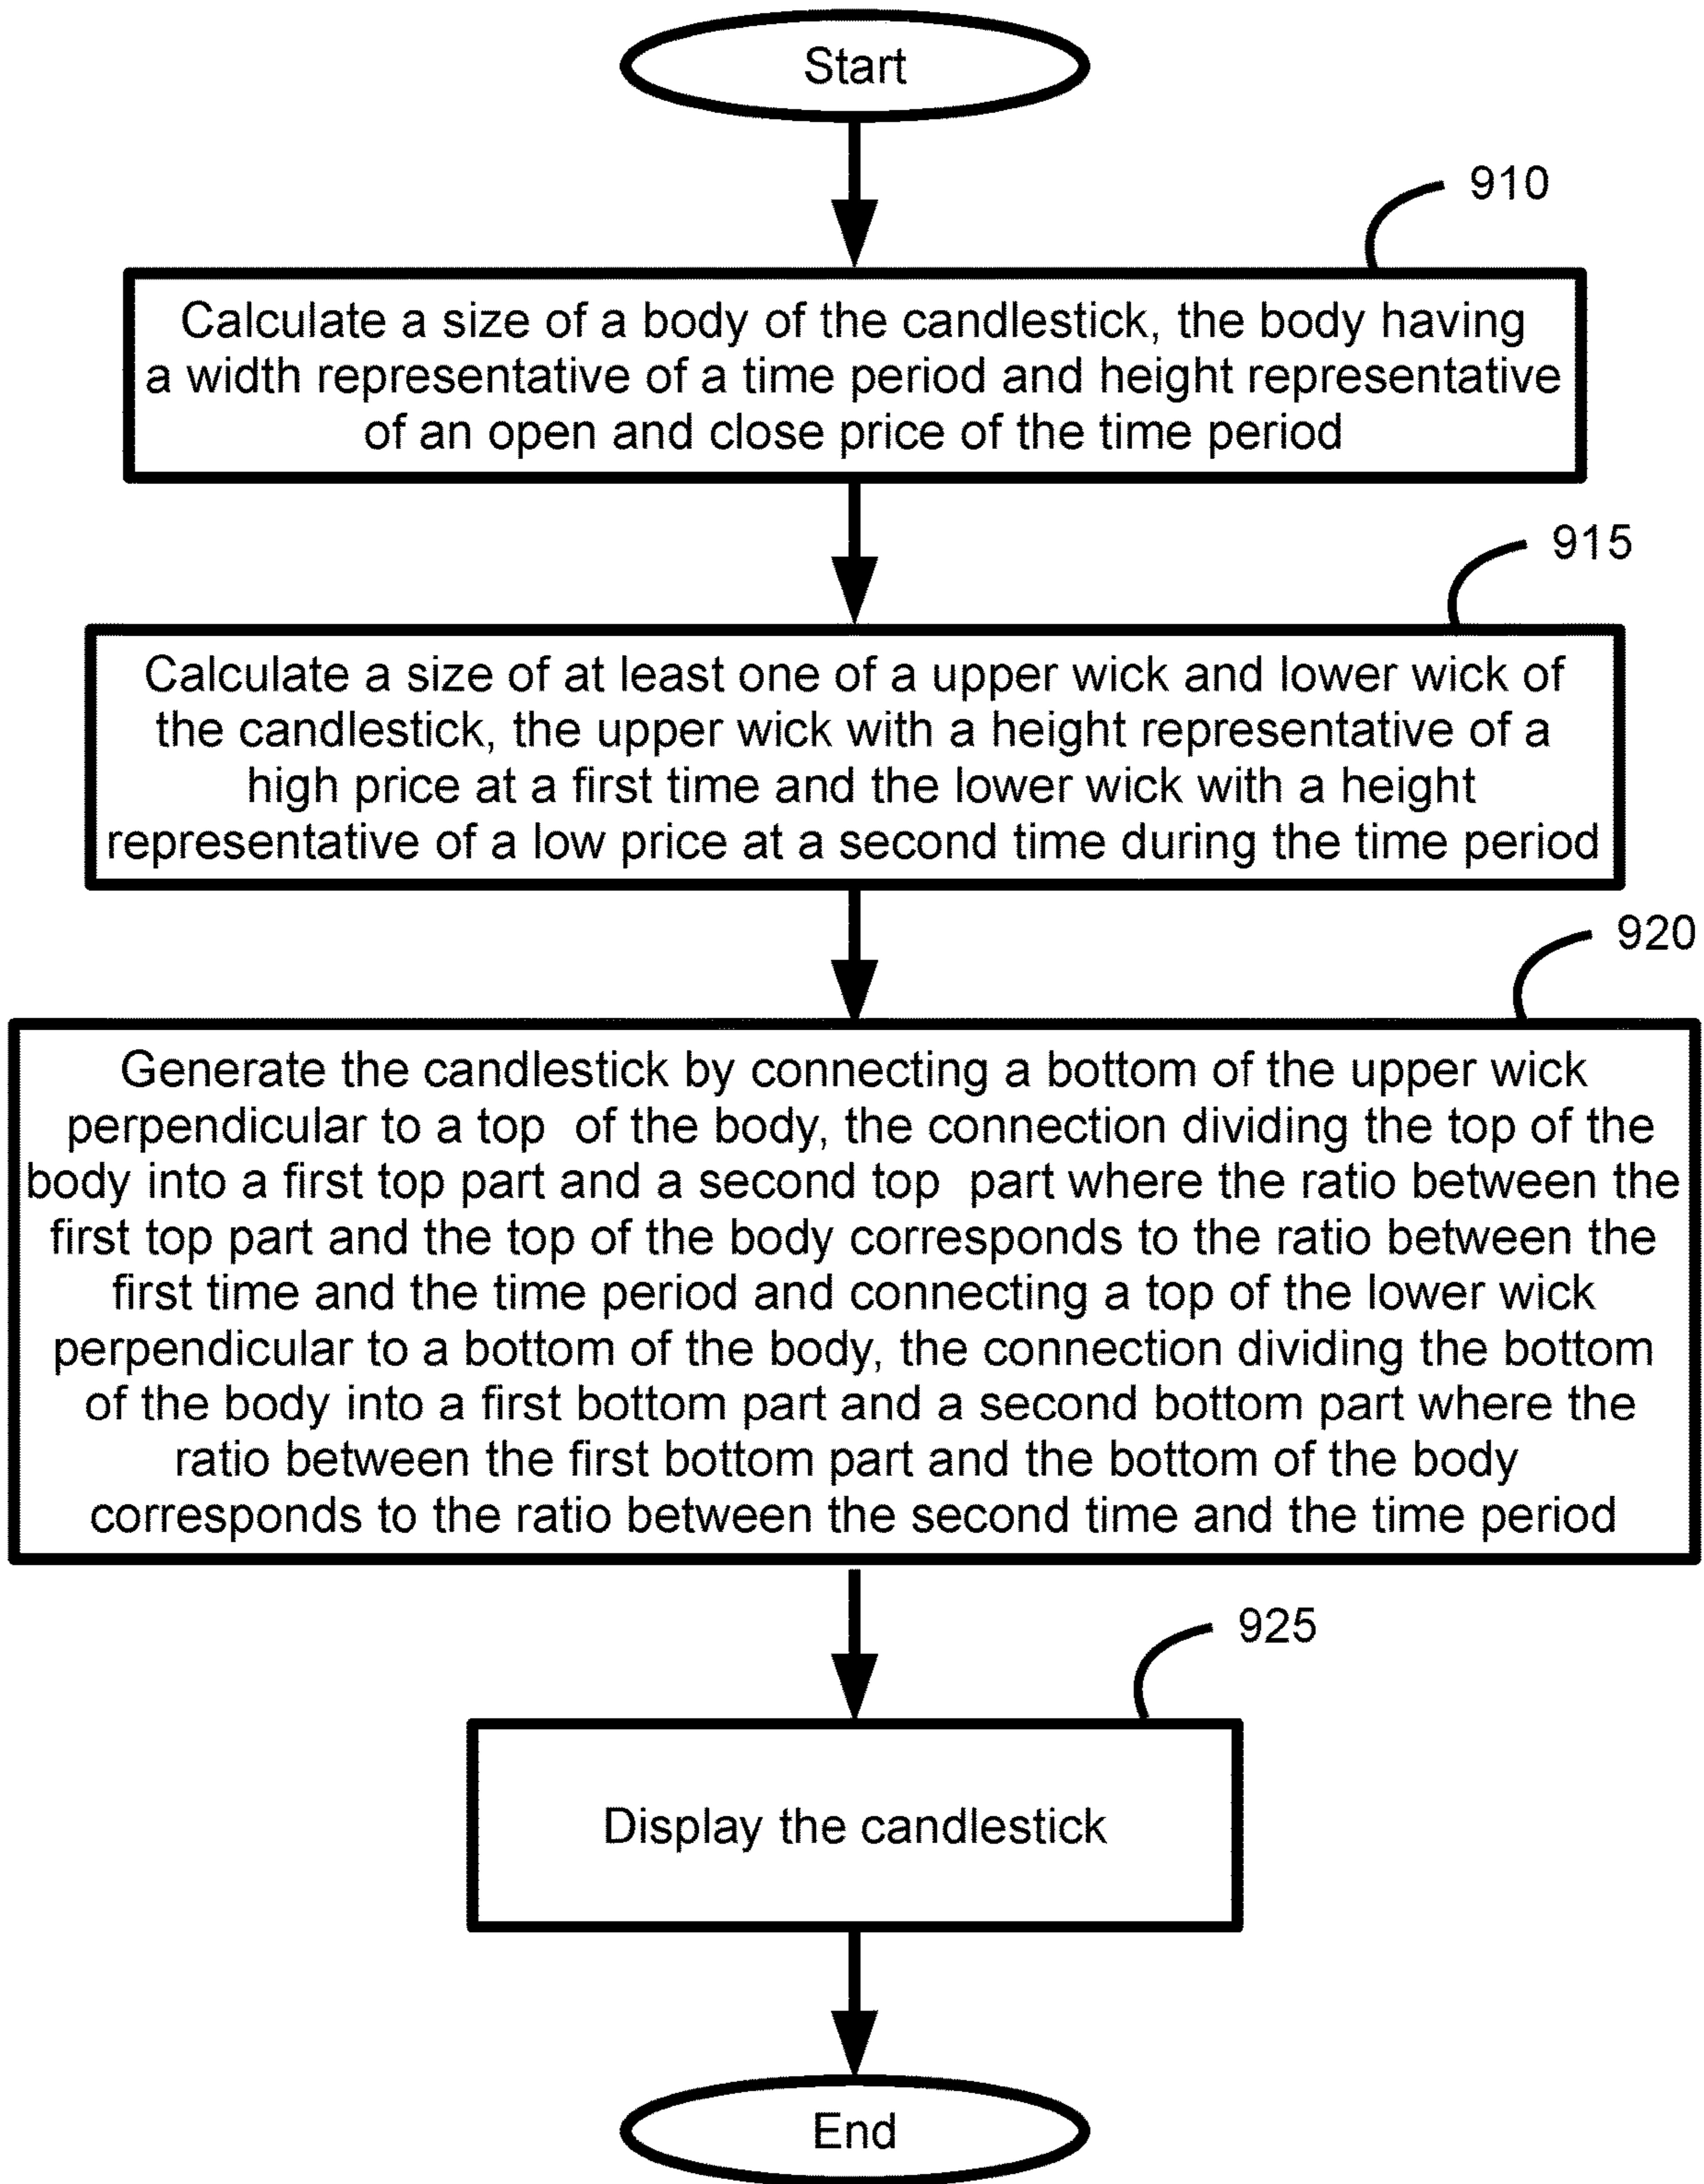 Start
910
Calculate a size of a body of the candlestick, the body having
a width representative of a time period and height representative
of an open and close price of the time period
915
Calculate a size of at least one of a upper wick and lower wick of
the candlestick, the upper wick with a height representative of a
high price at a first time and the lower wick with a height
representative of a low price at a second time during the time period
920
Generate the candlestick by connecting a bottom of the upper wick
perpendicular to a top of the body, the connection dividing the top of the
body into a first top part and a second top part where the ratio between the
first top part and the top of the body corresponds to the ratio between the
first time and the time period and connecting a top of the lower wick
perpendicular to a bottom of the body, the connection dividing the bottom
of the body into a first bottom part and a second bottom part where the
ratio between the first bottom part and the bottom of the body
corresponds to the ratio between the second time and the time period
925
Display the candlestick
End